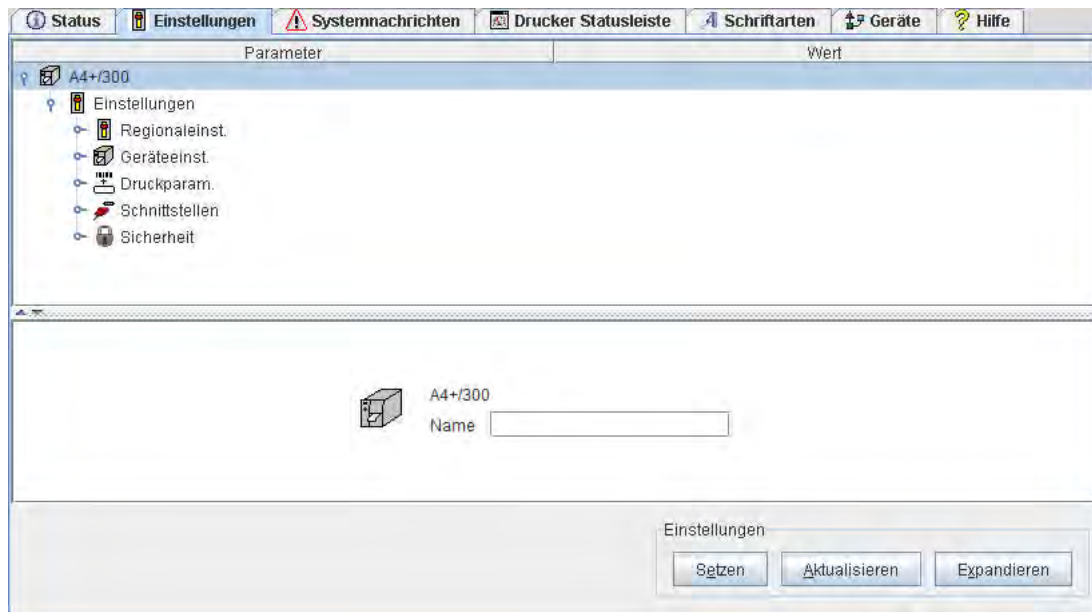 Status Einstellungen Systemnachrichten Drucker Statusleiste Schriftarten Geräte Hilfe
Parameter Wert
A4+/300
Einstellungen
Regionaleinst.
Geräteeinst.
Druckparam.
Schnittstellen
Sicherheit
A4+/300
Name
Einstellungen
Setzen Aktualisieren Expandieren